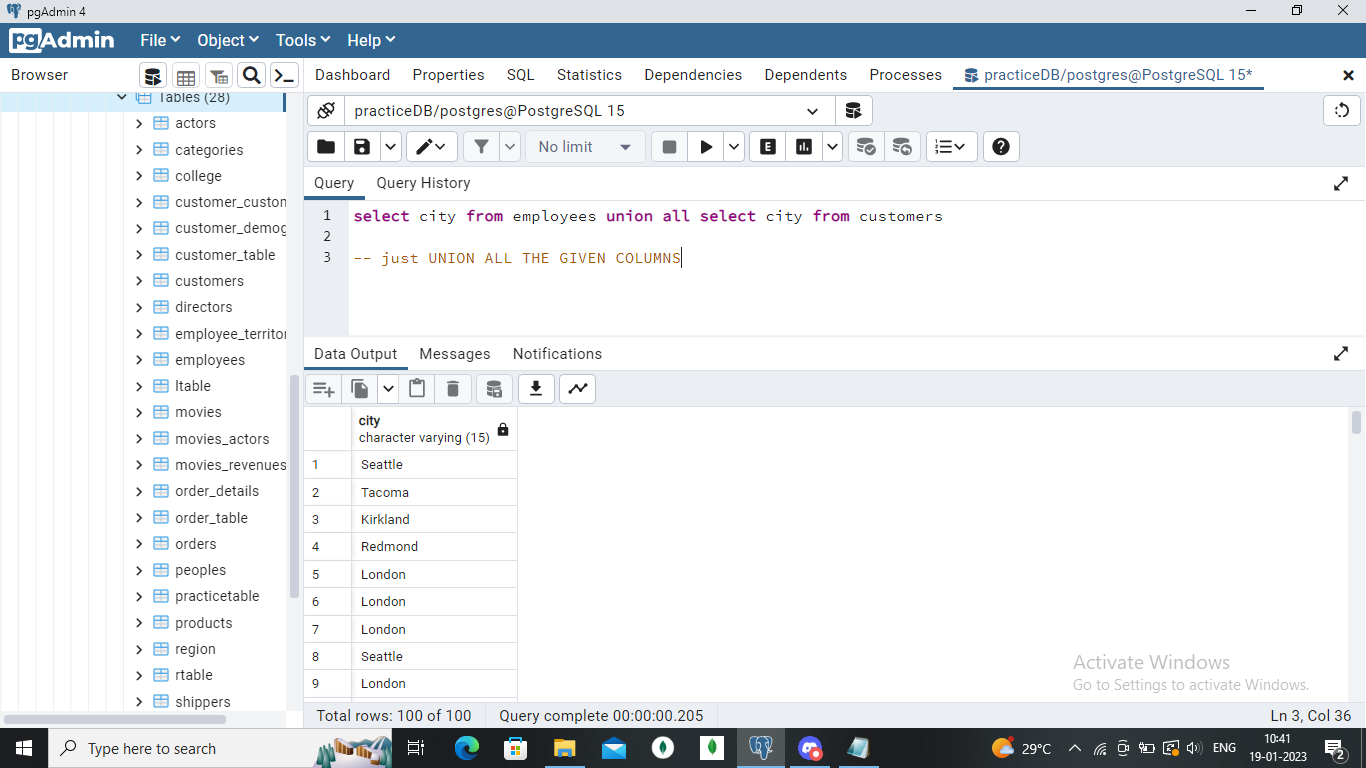 pgAdmin 4
pgAdmin File Object Tools Help
Browser
Dashboard Properties SQL Statistics Dependencies Dependents Processes practiceDB/postgres@PostgreSQL 15*
Tables (28)
actors
categories
college
customer_custon
customer_demog
customer_table
customers
directors
employee_territor
employees
ltable
movies
movies_actors
movies_revenues
order_details
order_table
orders
peoples
practicetable
products
region
rtable
shippers
practiceDB/postgres@PostgreSQL 15
No limit
E
Query Query History
1 select city from employees union all select city from customers
2
3 -- just UNION ALL THE GIVEN COLUMNS
Data Output Messages Notifications
city
character varying (15)
1 Seattle
2 Tacoma
3 Kirkland
4 Redmond
5 London
6 London
7 London
8 Seattle
9 London
Activate Windows
Go to Settings to activate Windows.
Total rows: 100 of 100 Query complete 00:00:00.205 Ln 3, Col 36
Type here to search
29°C ENG
10:41
19-01-2023
2